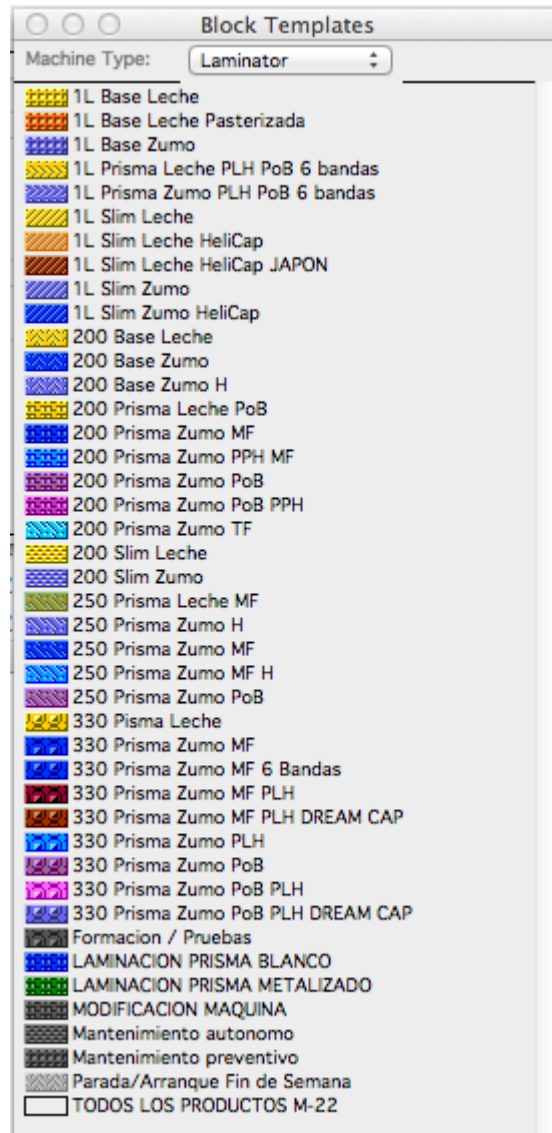 Block Templates
Machine Type: Laminator
1L Base Leche
1L Base Leche Pasterizada
1L Base Zumo
1L Prisma Leche PLH PoB 6 bandas
1L Prisma Zumo PLH PoB 6 bandas
1L Slim Leche
1L Slim Leche HeliCap
1L Slim Leche HeliCap JAPON
1L Slim Zumo
1L Slim Zumo HeliCap
200 Base Leche
200 Base Zumo
200 Base Zumo H
200 Prisma Leche PoB
200 Prisma Zumo MF
200 Prisma Zumo PPH MF
200 Prisma Zumo PoB
200 Prisma Zumo PoB PPH
200 Prisma Zumo TF
200 Slim Leche
200 Slim Zumo
250 Prisma Leche MF
250 Prisma Zumo H
250 Prisma Zumo MF
250 Prisma Zumo MF H
250 Prisma Zumo PoB
330 Pisma Leche
330 Prisma Zumo MF
330 Prisma Zumo MF 6 Bandas
330 Prisma Zumo MF PLH
330 Prisma Zumo MF PLH DREAM CAP
330 Prisma Zumo PLH
330 Prisma Zumo PoB
330 Prisma Zumo PoB PLH
330 Prisma Zumo PoB PLH DREAM CAP
Formacion / Pruebas
LAMINACION PRISMA BLANCO
LAMINACION PRISMA METALIZADO
MODIFICACION MAQUINA
Mantenimiento autonomo
Mantenimiento preventivo
Parada/Arranque Fin de Semana
TODOS LOS PRODUCTOS M-22